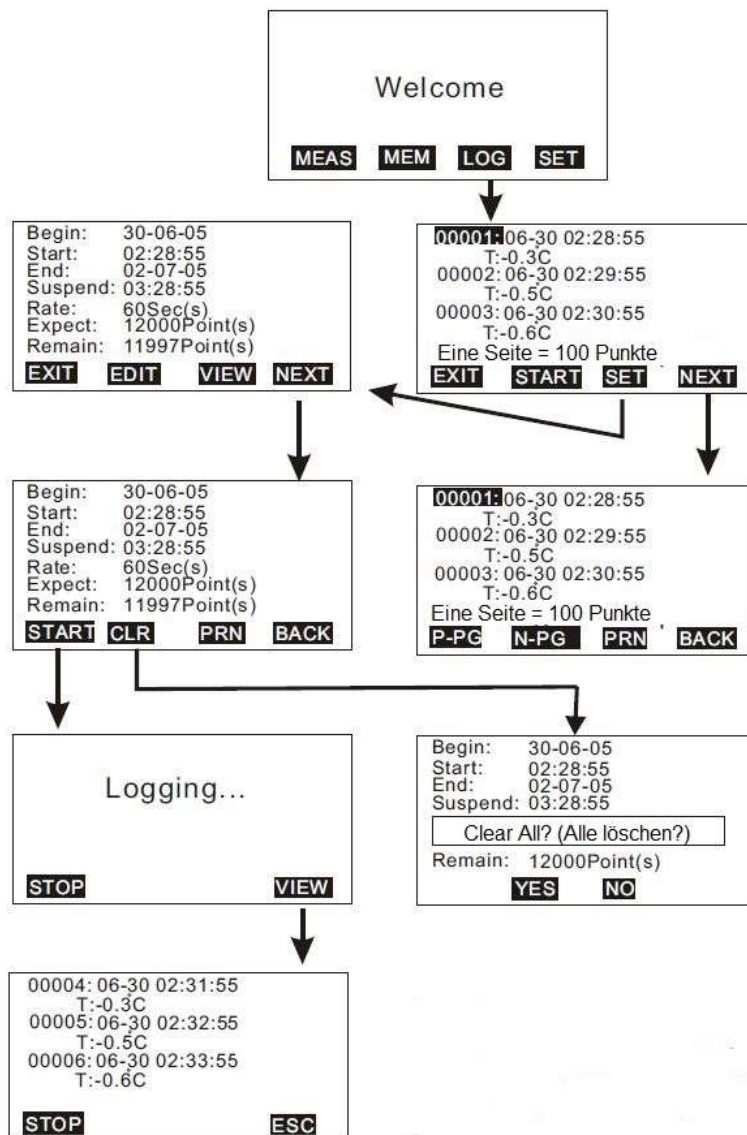 Welcome
MEAS MEM LOG SET
Begin: 30-06-05
Start: 02:28:55
End: 02-07-05
Suspend: 03:28:55
Rate: 60Sec(s)
Expect: 12000Point(s)
Remain: 11997Point(s)
EXIT EDIT VIEW NEXT
00001: 06-30 02:28:55
T:-0.3C
00002: 06-30 02:29:55
T:-0.5C
00003: 06-30 02:30:55
T:-0.6C
Eine Seite = 100 Punkte
EXIT START SET NEXT
Begin: 30-06-05
Start: 02:28:55
End: 02-07-05
Suspend: 03:28:55
Rate: 60Sec(s)
Expect: 12000Point(s)
Remain: 11997Point(s)
START CLR PRN BACK
00001: 06-30 02:28:55
T:-0.3C
00002: 06-30 02:29:55
T:-0.5C
00003: 06-30 02:30:55
T:-0.6C
Eine Seite = 100 Punkte
P-PG N-PG PRN BACK
Logging...
STOP VIEW
Begin: 30-06-05
Start: 02:28:55
End: 02-07-05
Suspend: 03:28:55
Clear All? (Alle löschen?)
Remain: 12000Point(s)
YES NO
00004: 06-30 02:31:55
T:-0.3C
00005: 06-30 02:32:55
T:-0.5C
00006: 06-30 02:33:55
T:-0.6C
STOP ESC